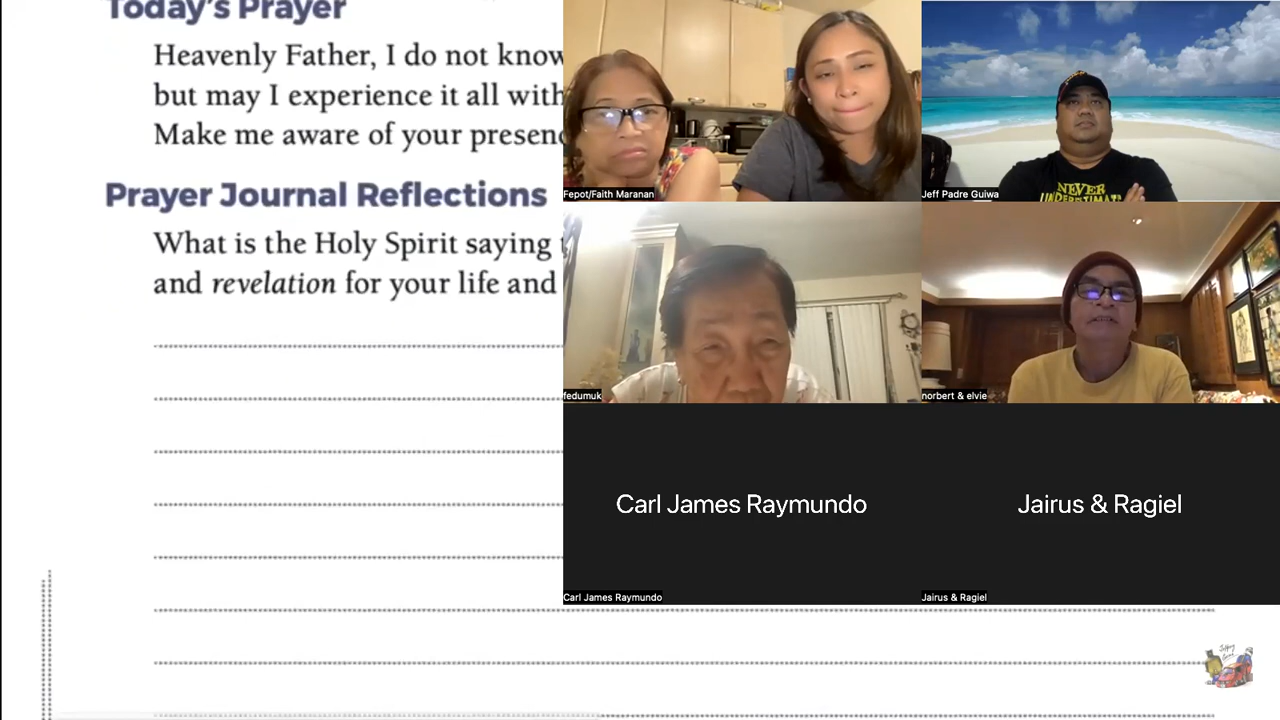 Today's Prayer
Heavenly Father, I do not know
but may I experience it all with
Make me aware of your presenc
Prayer Journal Reflections
What is the Holy Spirit saying
and revelation for your life and
Fepot/Faith Maranan
Jeff Padre Guiwa
NEVER
fedumuk
norbert & elvie
Carl James Raymundo
Jairus & Ragiel
Carl James Raymundo
Jairus & Ragiel